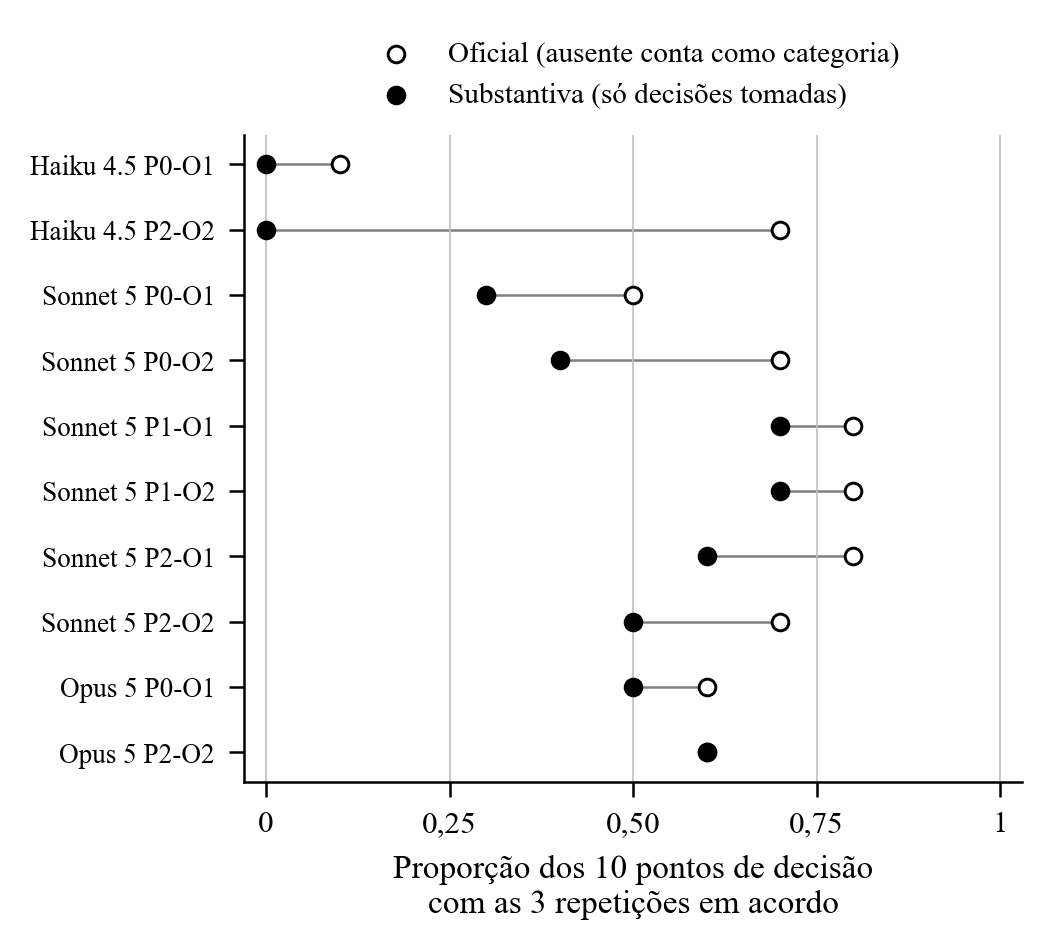 Oficial (ausente conta como categoria)
Substantiva (só decisões tomadas)
Haiku 4.5 P0-O1
Haiku 4.5 P2-O2
Sonnet 5 P0-O1
Sonnet 5 P0-O2
Sonnet 5 P1-O1
Sonnet 5 P1-O2
Sonnet 5 P2-O1
Sonnet 5 P2-O2
Opus 5 P0-O1
Opus 5 P2-O2
0 0,25 0,50 0,75 1
Proporção dos 10 pontos de decisão
com as 3 repetições em acordo